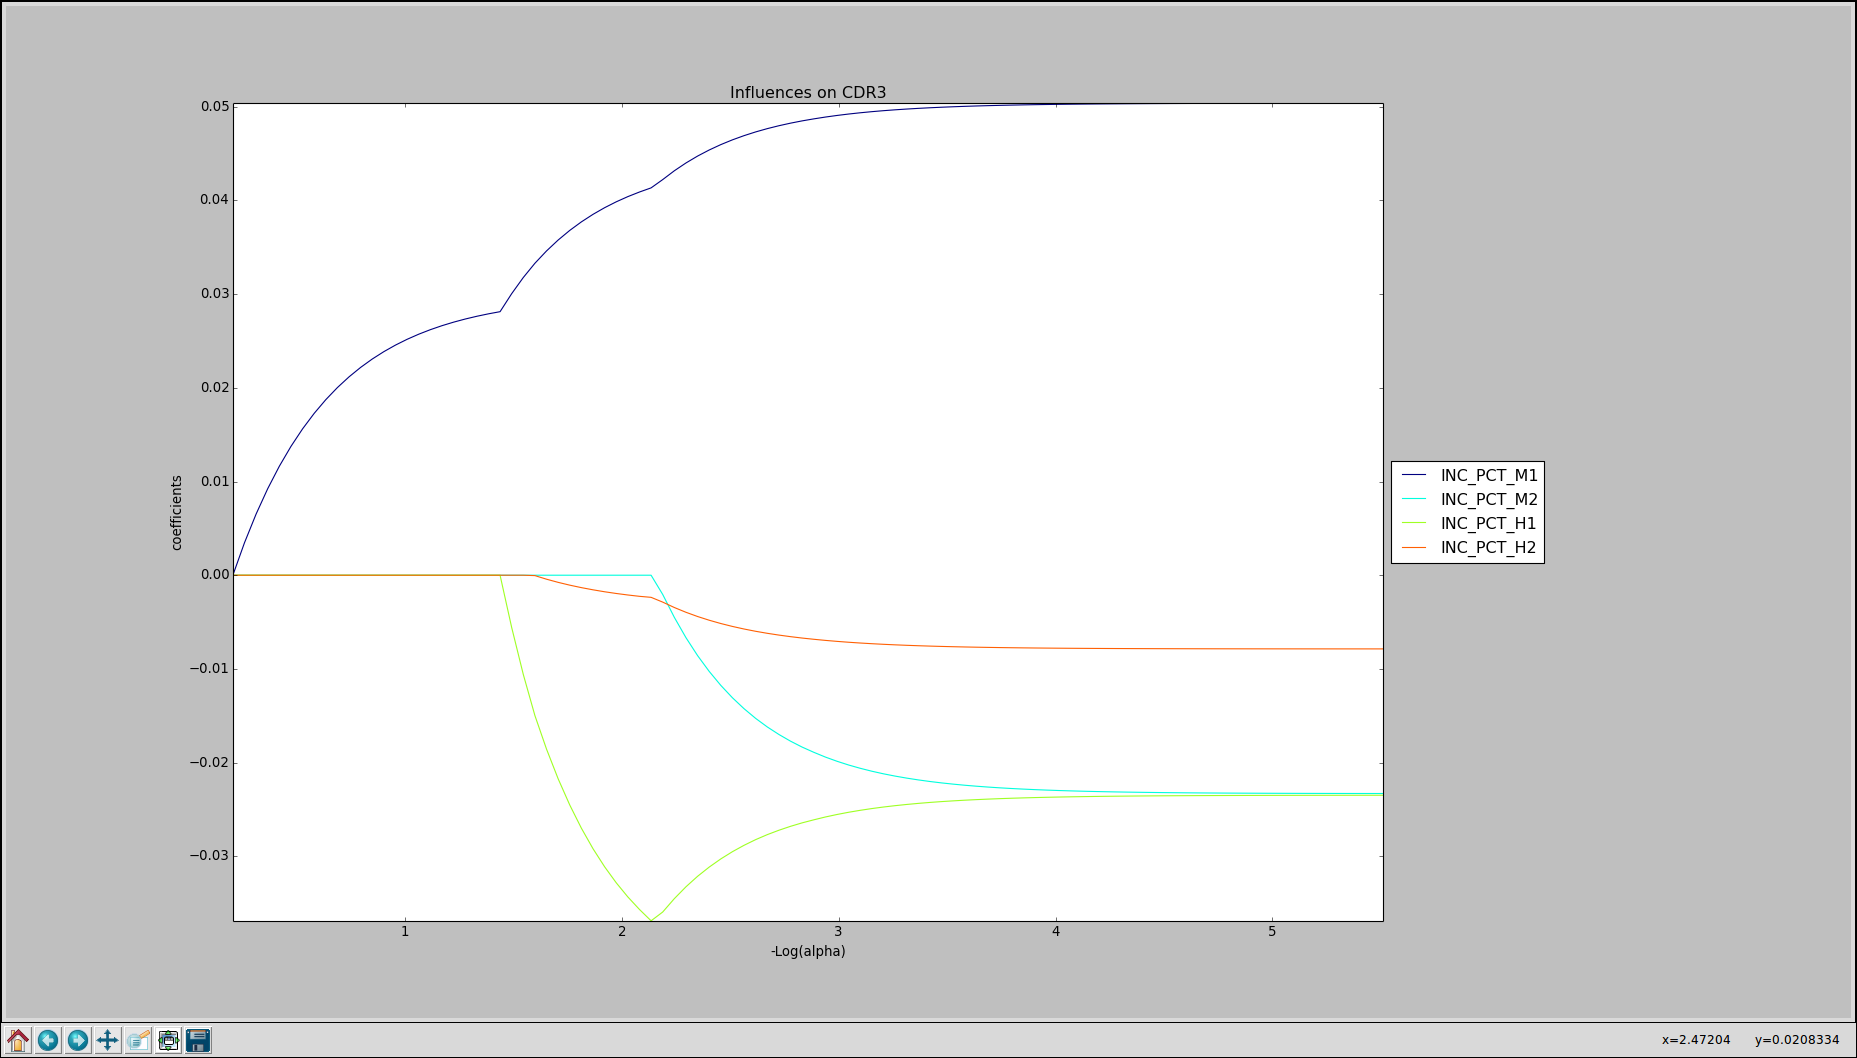 Influences on CDR3
0.05
0.04
0.03
0.02
0.01
0.00
−0.01
−0.02
−0.03
coefficients
1 2 3 4 5
-Log(alpha)
INC_PCT_M1
INC_PCT_M2
INC_PCT_H1
INC_PCT_H2
x=2.47204 y=0.0208334